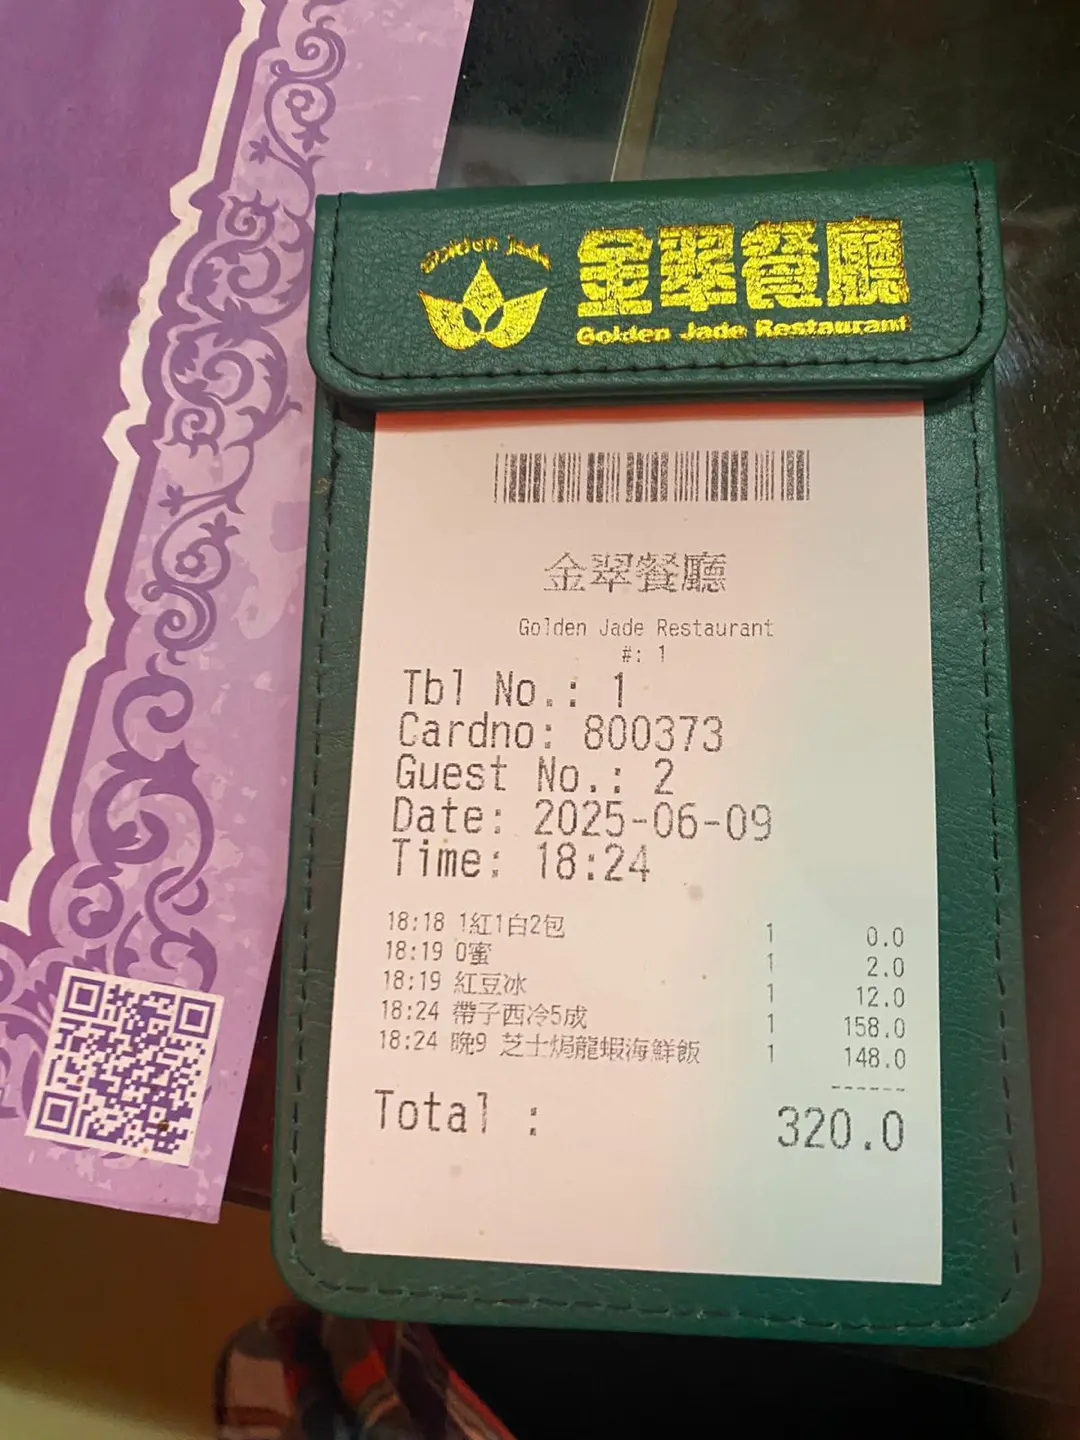 Golden Jade
金翠餐廳
Golden Jade Restaurant
金翠餐廳
Golden Jade Restaurant
#: 1
Tbl No.: 1
Cardno: 800373
Guest No.: 2
Date: 2025-06-09
Time: 18:24
18:18 1紅1白2包 1 0.0
18:19 0蜜 1 2.0
18:19 紅豆冰 1 12.0
18:24 帶子西冷5成 1 158.0
18:24 晩9 芝士焗龍蝦海鮮飯 1 148.0
------
Total : 320.0